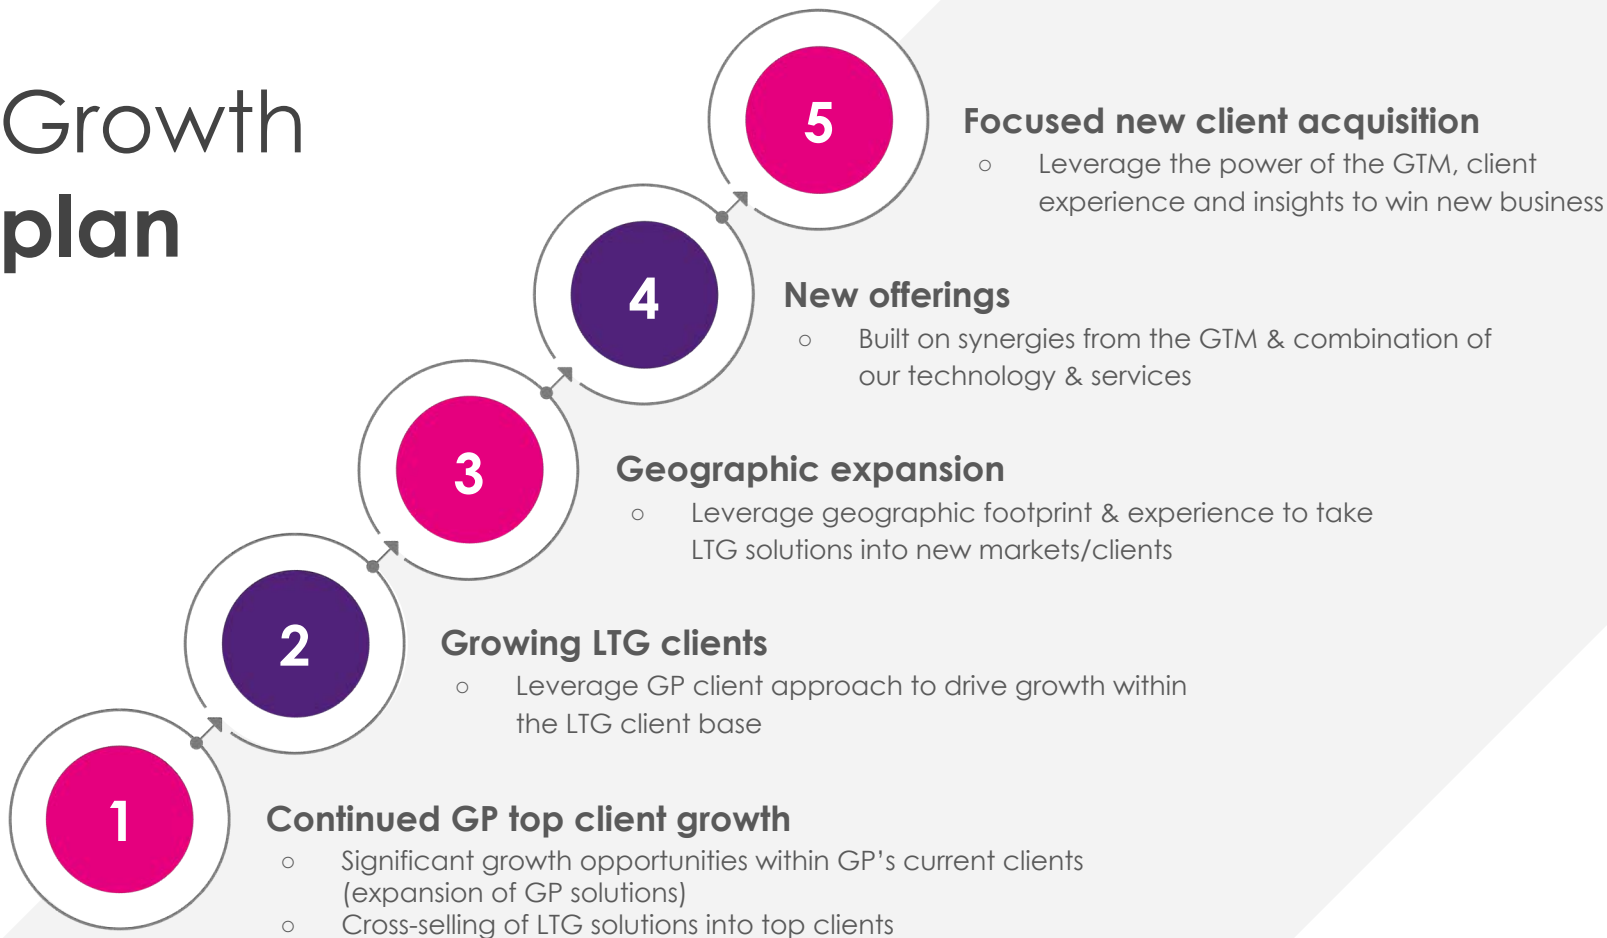 Growth
plan
5
Focused new client acquisition
○ Leverage the power of the GTM, client
experience and insights to win new business
4
New offerings
○ Built on synergies from the GTM & combination of
our technology & services
3
Geographic expansion
○ Leverage geographic footprint & experience to take
LTG solutions into new markets/clients
2
Growing LTG clients
○ Leverage GP client approach to drive growth within
the LTG client base
1
Continued GP top client growth
○ Significant growth opportunities within GP’s current clients
(expansion of GP solutions)
○ Cross-selling of LTG solutions into top clients